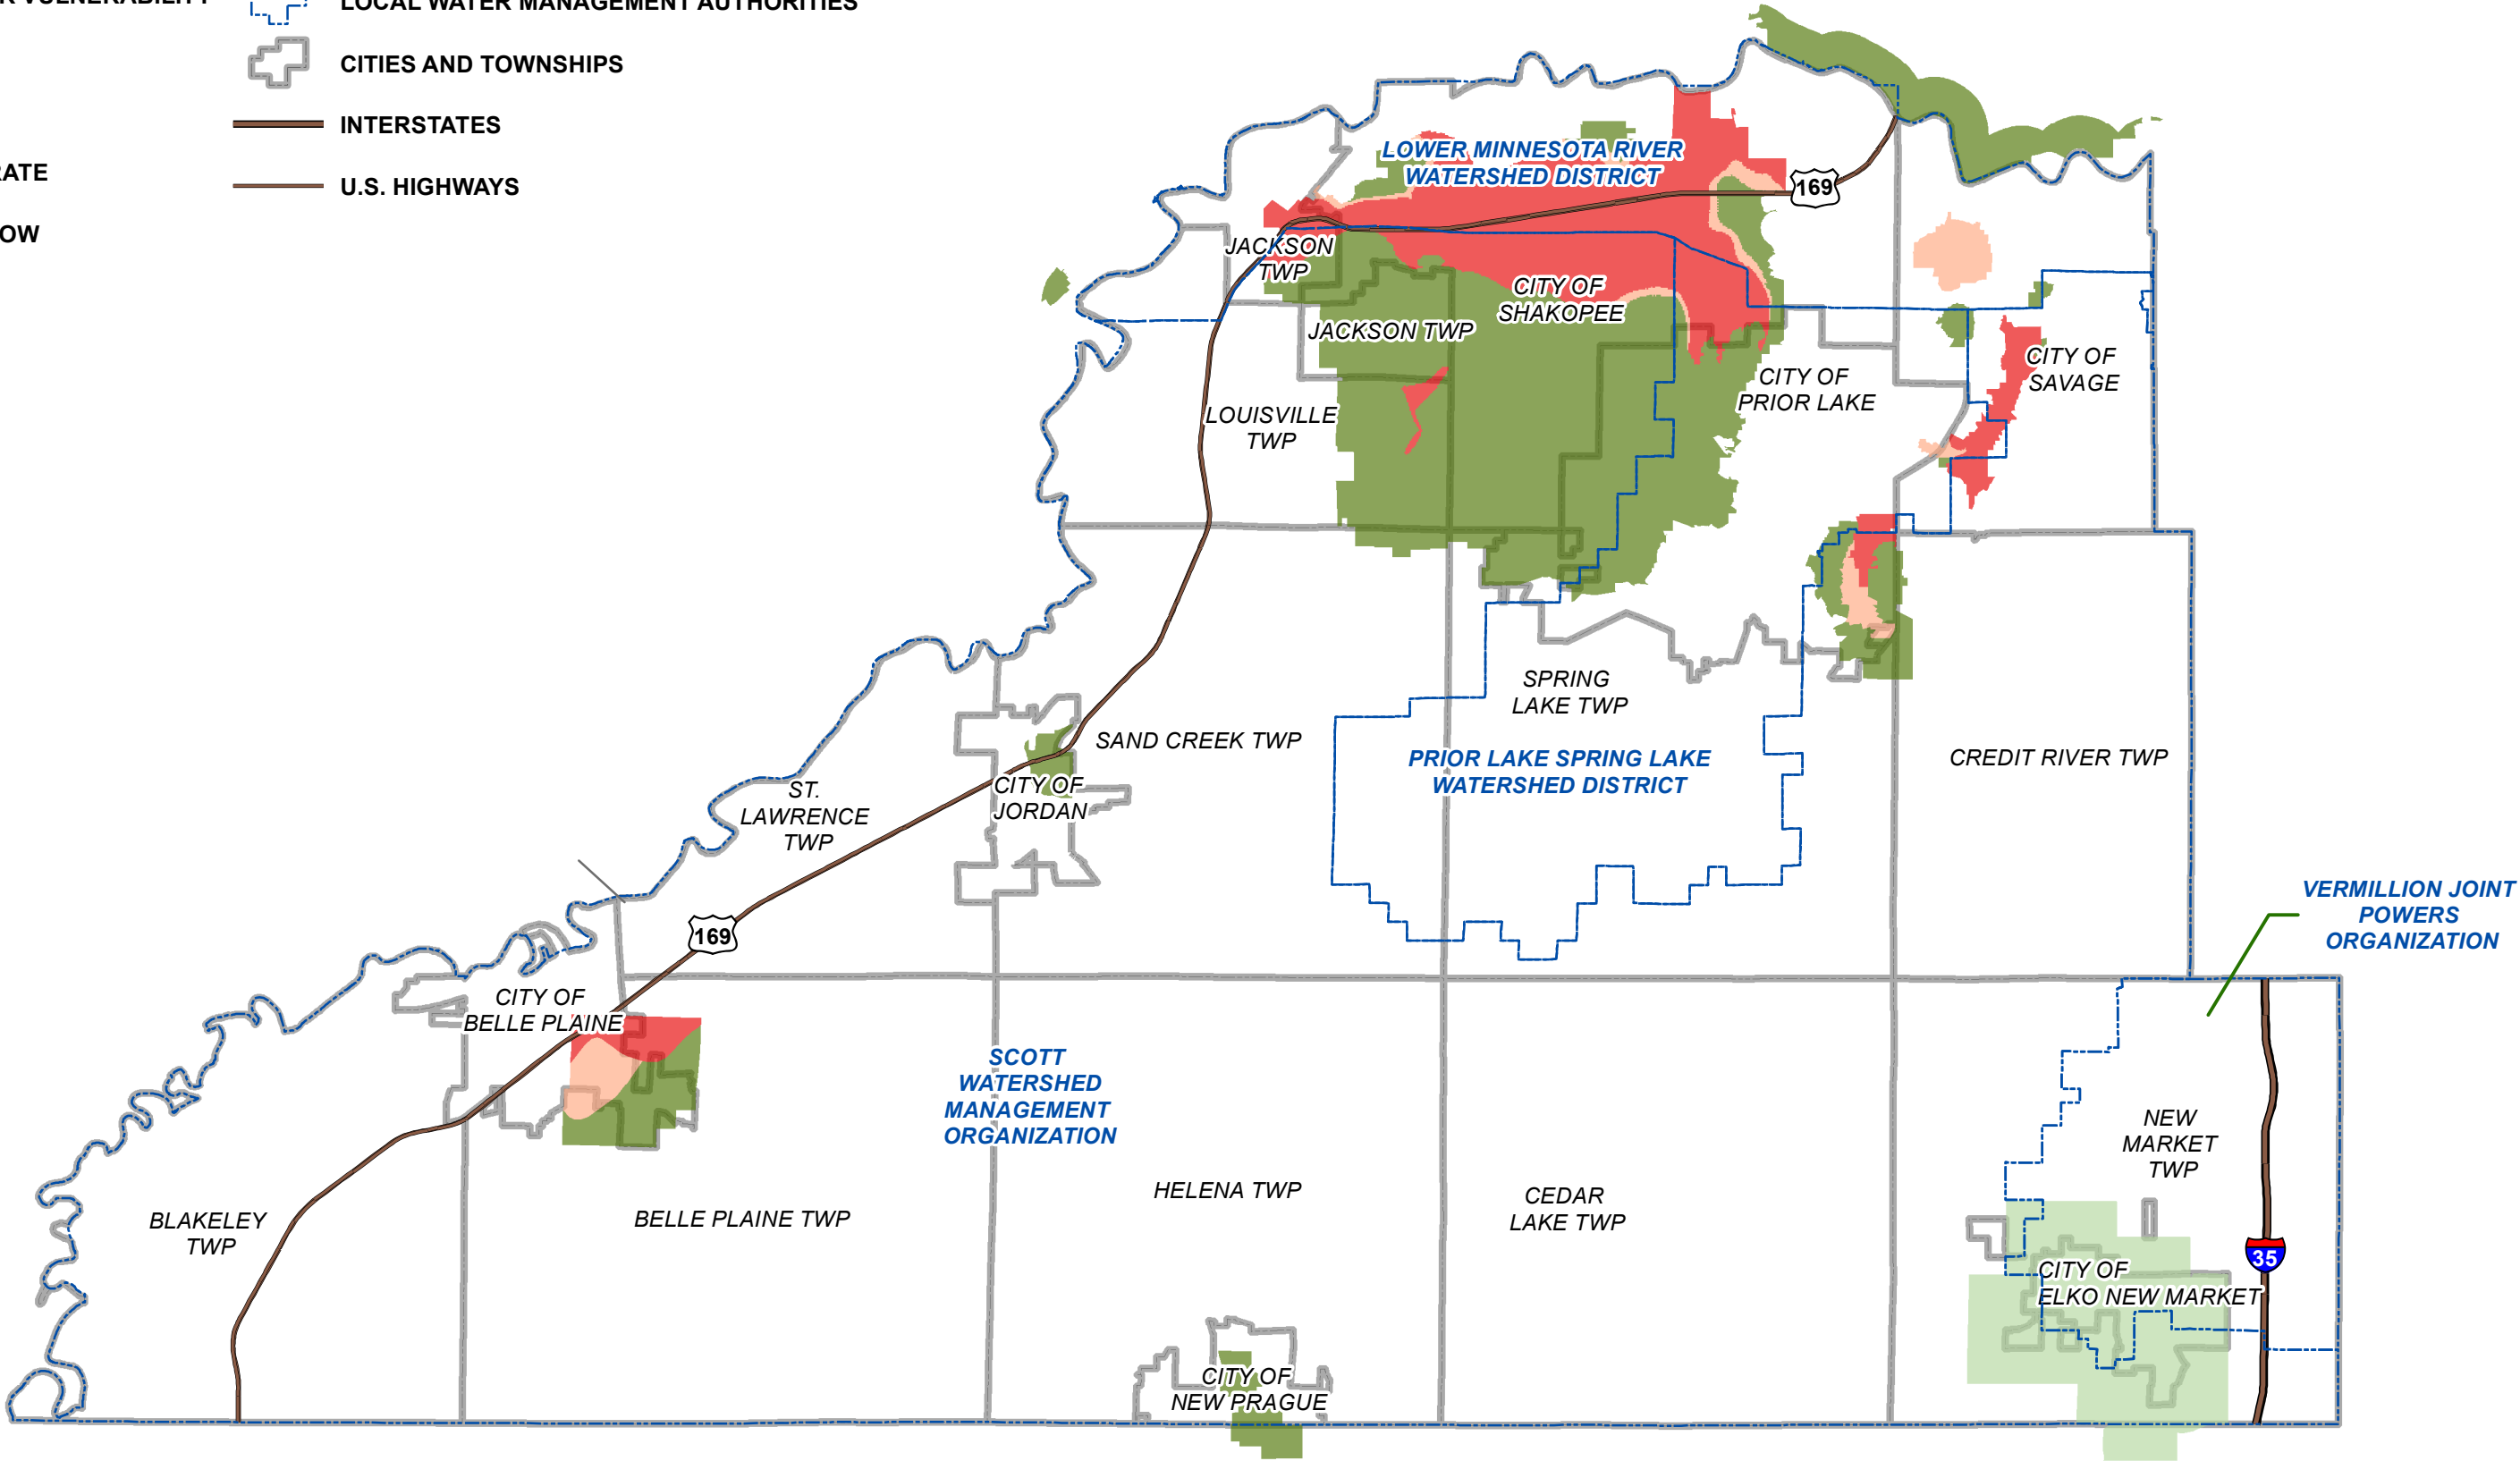 VULNERABILITY
LOCAL WATER MANAGEMENT AUTHORITIES
CITIES AND TOWNSHIPS
INTERSTATES
U.S. HIGHWAYS
LOWER MINNESOTA RIVER
WATERSHED DISTRICT
169
JACKSON
TWP
CITY OF
SHAKOPEE
JACKSON TWP
CITY OF
SAVAGE
CITY OF
PRIOR LAKE
LOUISVILLE
TWP
SPRING
LAKE TWP
SAND CREEK TWP
PRIOR LAKE SPRING LAKE
WATERSHED DISTRICT
CREDIT RIVER TWP
CITY OF
JORDAN
ST.
LAWRENCE
TWP
VERMILLION JOINT
POWERS
ORGANIZATION
169
CITY OF
BELLE PLAINE
SCOTT
WATERSHED
MANAGEMENT
ORGANIZATION
NEW
MARKET
TWP
HELENA TWP
CEDAR
LAKE TWP
BLAKELEY
TWP
BELLE PLAINE TWP
35
CITY OF
ELKO NEW MARKET
CITY OF
NEW PRAGUE